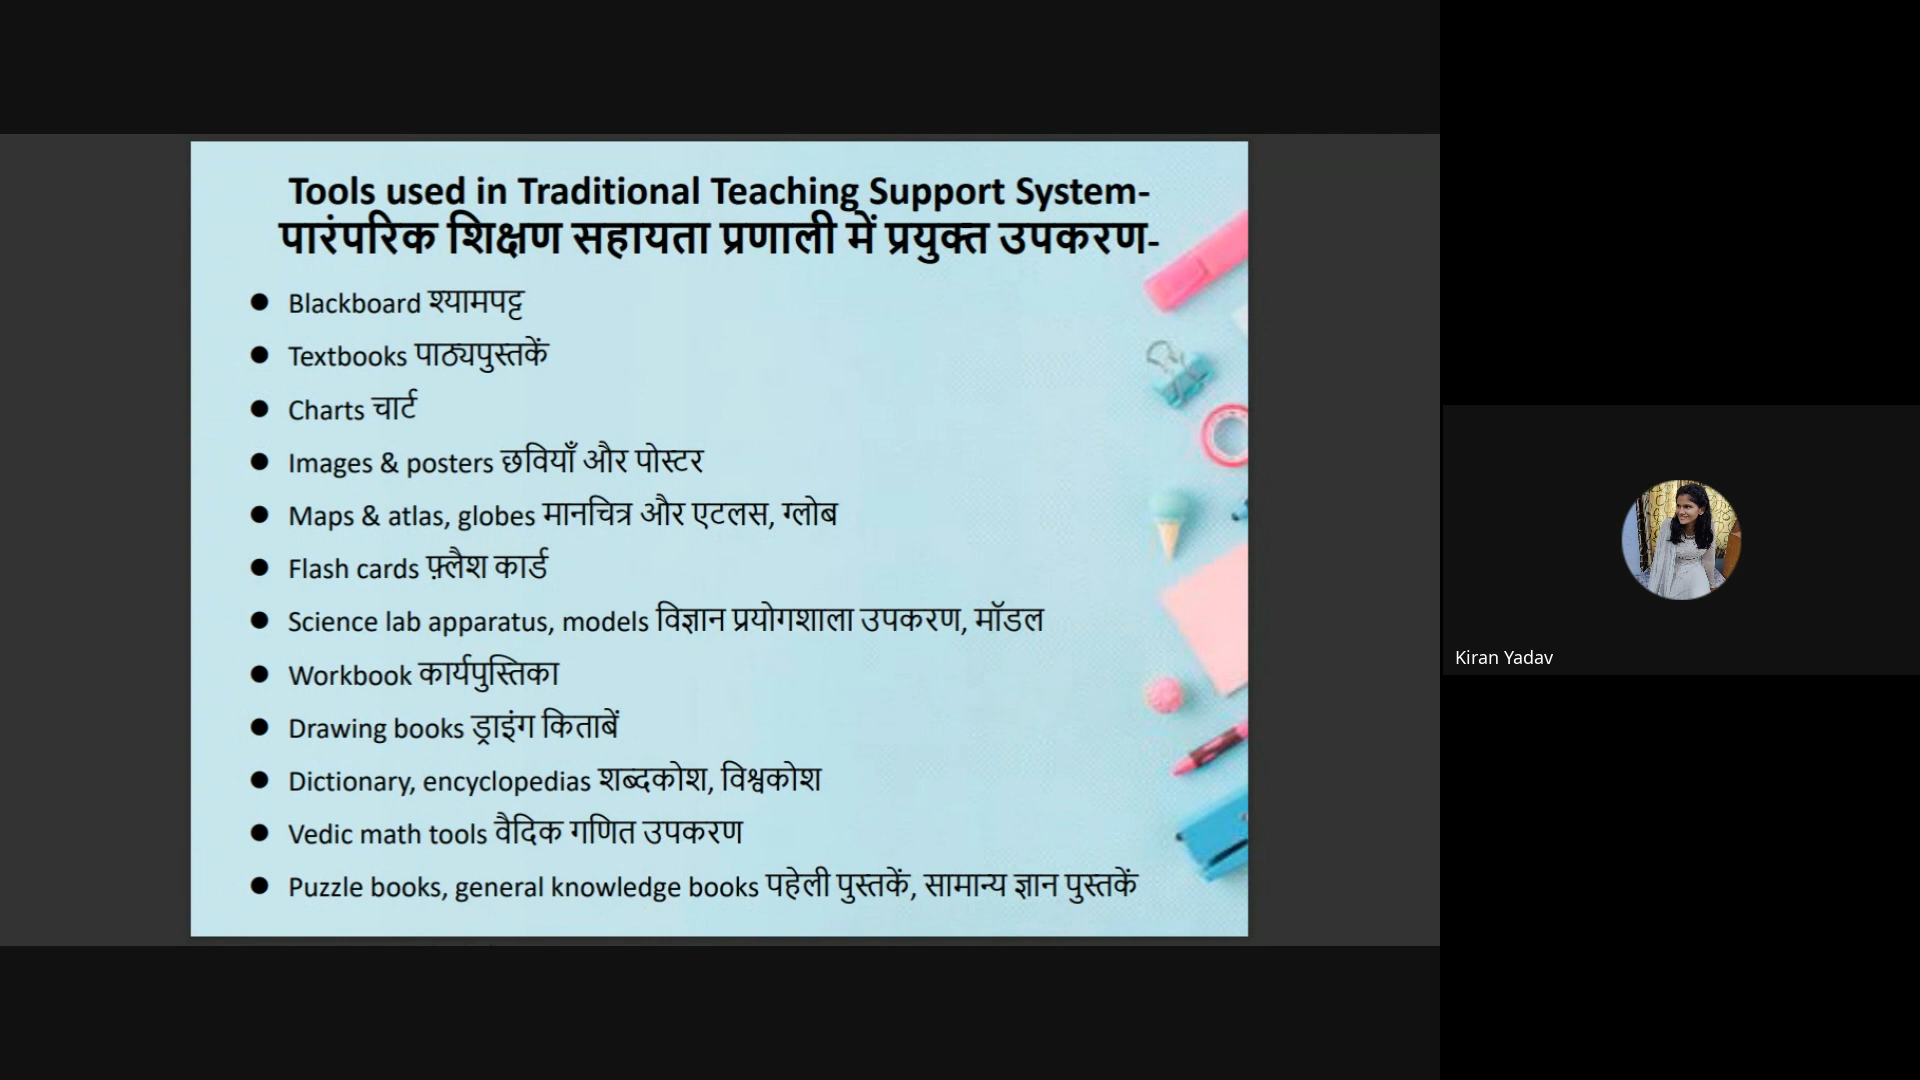 Tools used in Traditional Teaching Support System-
पारंपरिक शिक्षण सहायता प्रणाली में प्रयुक्त उपकरण-
● Blackboard श्यामपट्ट
● Textbooks पाठ्यपुस्तकें
● Charts चार्ट
● Images & posters छवियाँ और पोस्टर
● Maps & atlas, globes मानचित्र और एटलस, ग्लोब
● Flash cards फ़्लैश कार्ड
● Science lab apparatus, models विज्ञान प्रयोगशाला उपकरण, मॉडल
● Workbook कार्यपुस्तिका
● Drawing books ड्राइंग किताबें
● Dictionary, encyclopedias शब्दकोश, विश्वकोश
● Vedic math tools वैदिक गणित उपकरण
● Puzzle books, general knowledge books पहेली पुस्तकें, सामान्य ज्ञान पुस्तकें
Kiran Yadav